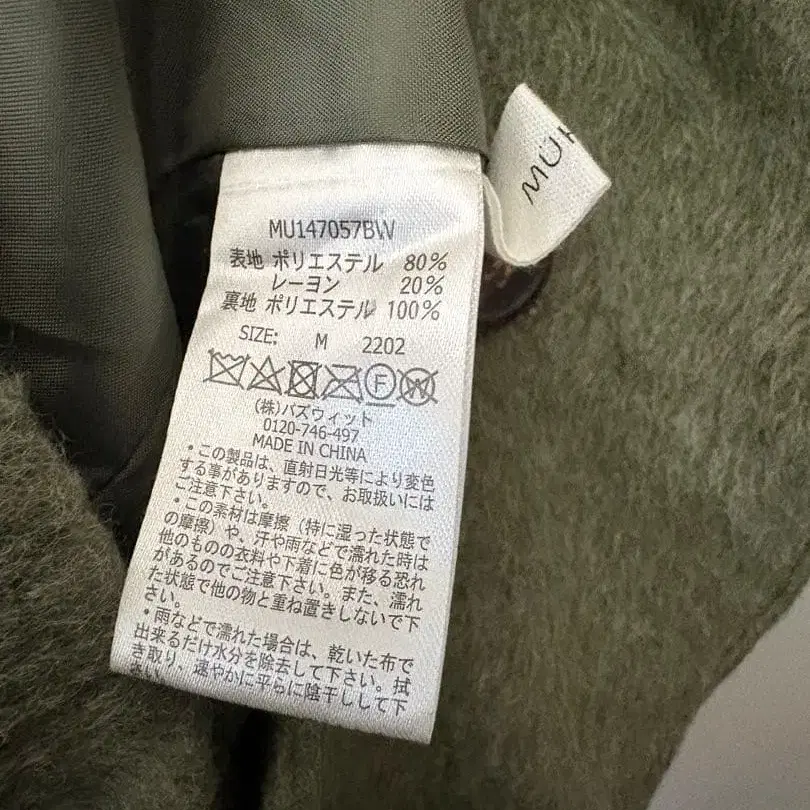 MU147057BW
表地 ポリエステル 80%
レーヨン 20%
裏地 ポリエステル 100%
SIZE: M 2202
F W
(株)バズウィット
0120-746-497
MADE IN CHINA
・この製品は、直射日光等により変色
する事がありますので、お取扱いには
ご注意下さい。
・この素材は摩擦（特に湿った状態で
の摩擦）や、汗や雨などで濡れた時は
他のものの衣料や下着に色が移る恐れ
があるのでご注意下さい。また、濡れ
た状態で他の物と重ね置きしないで下
さい。
・雨などで濡れた場合は、乾いた布で
出来るだけ水分を除去して下さい。拭
き取り、速やかに平らに陰干しして下
さい。
MÜ